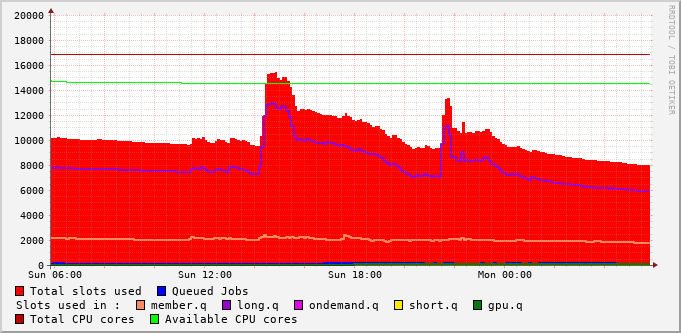 20000
18000
16000
14000
12000
10000
8000
6000
4000
2000
0
Sun 06:00 Sun 12:00 Sun 18:00 Mon 00:00
RRDTOOL / TOBI OETIKER
Total slots used Queued Jobs
Slots used in : member.q long.q ondemand.q short.q gpu.q
Total CPU cores Available CPU cores